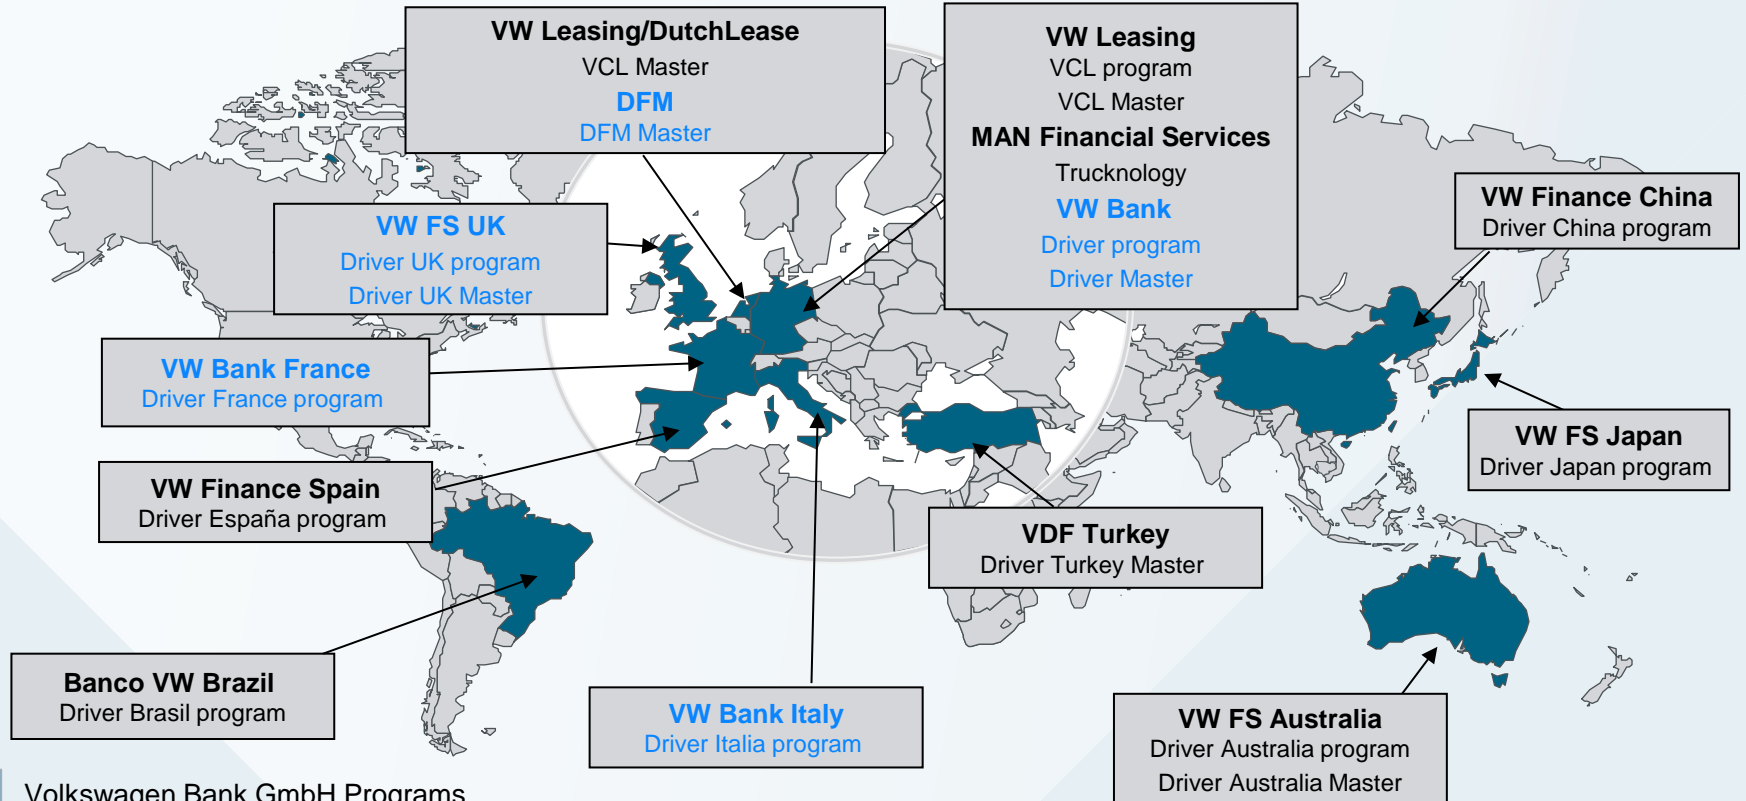 VW Leasing/DutchLease
VCL Master
DFM
DFM Master
VW Leasing
VCL program
VCL Master
MAN Financial Services
Trucknology
VW Bank
Driver program
Driver Master
VW Finance China
Driver China program
VW FS UK
Driver UK program
Driver UK Master
VW Bank France
Driver France program
VW FS Japan
Driver Japan program
VW Finance Spain
Driver España program
VDF Turkey
Driver Turkey Master
Banco VW Brazil
Driver Brasil program
VW Bank Italy
Driver Italia program
VW FS Australia
Driver Australia program
Driver Australia Master
Volkswagen Bank GmbH Programs